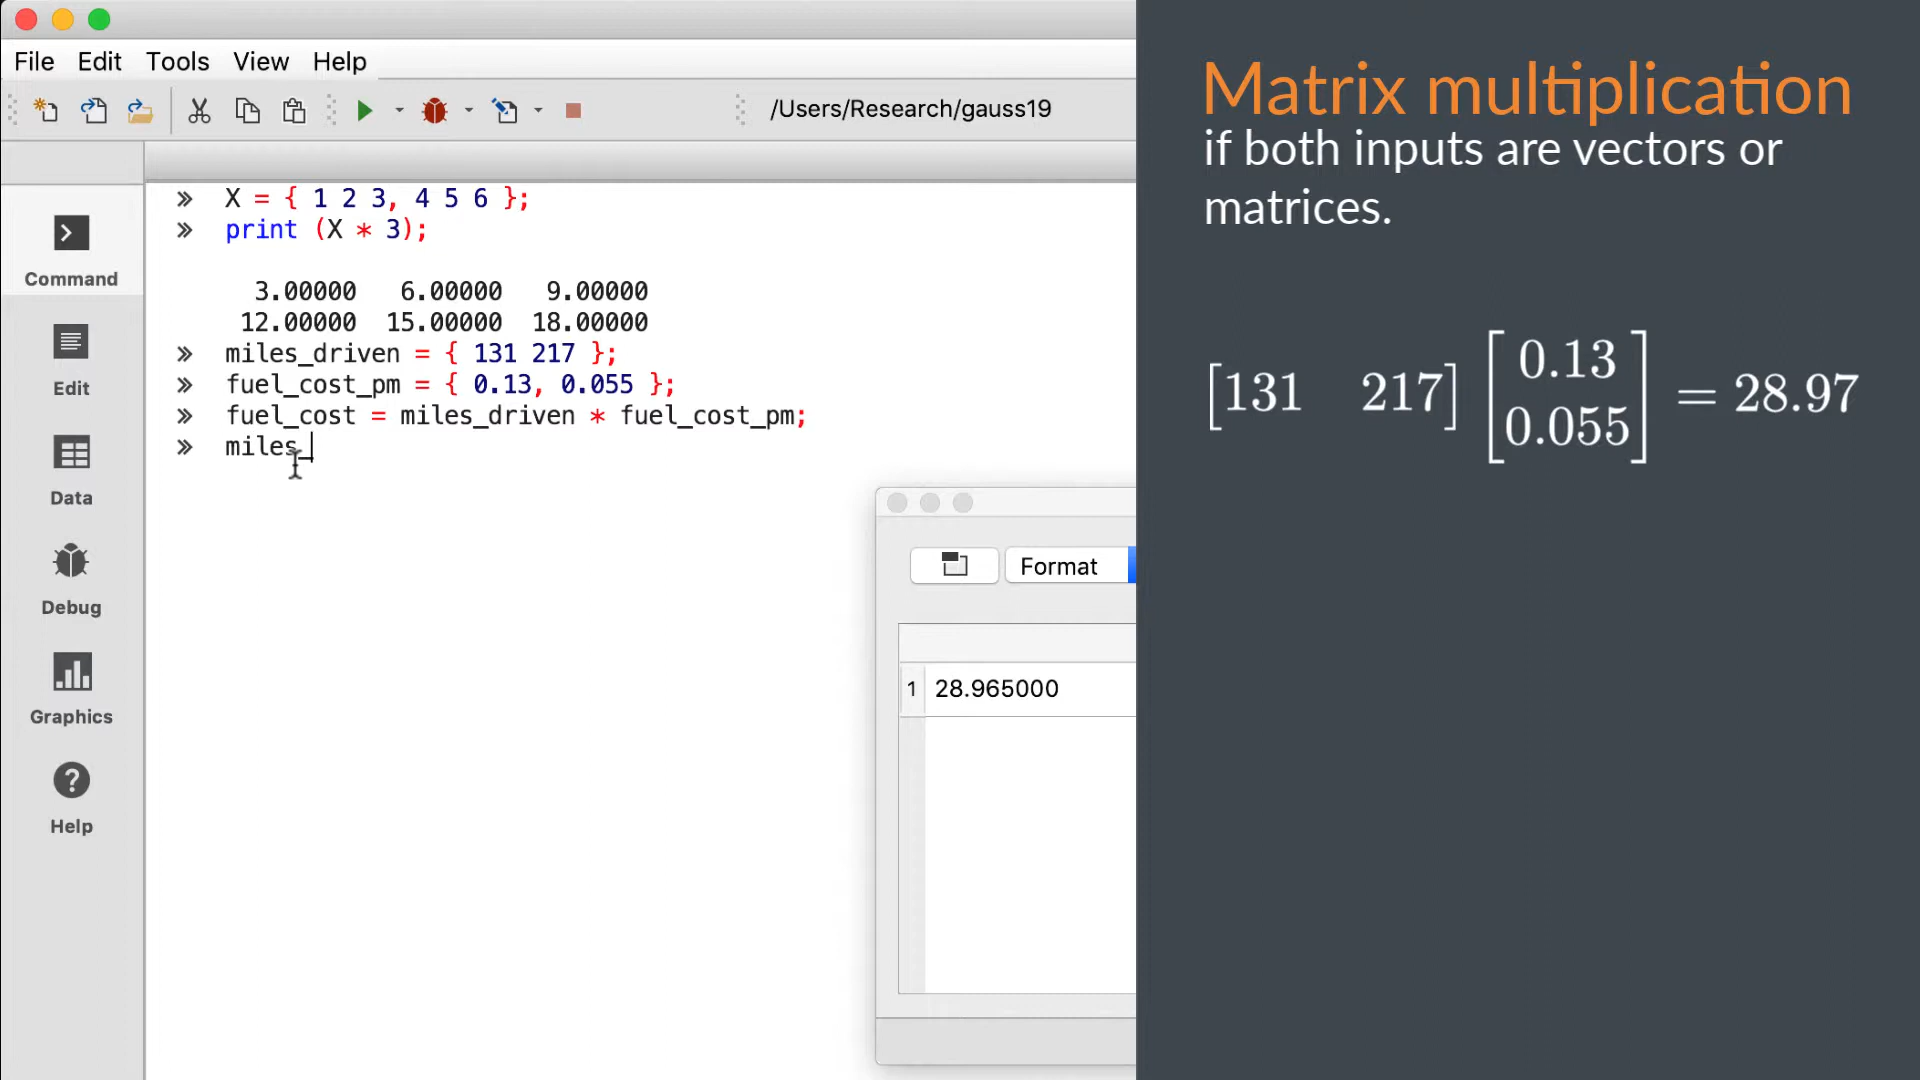 File Edit Tools View Help
/Users/Research/gauss19
Command
Edit
Data
Debug
Graphics
Help
» X = { 1 2 3, 4 5 6 };
» print (X * 3);
3.00000 6.00000 9.00000
12.00000 15.00000 18.00000
» miles_driven = { 131 217 };
» fuel_cost_pm = { 0.13, 0.055 };
» fuel_cost = miles_driven * fuel_cost_pm;
» miles_
Format
1 28.965000
Matrix multiplication
if both inputs are vectors or
matrices.
[131 217] [0.13
0.055] = 28.97